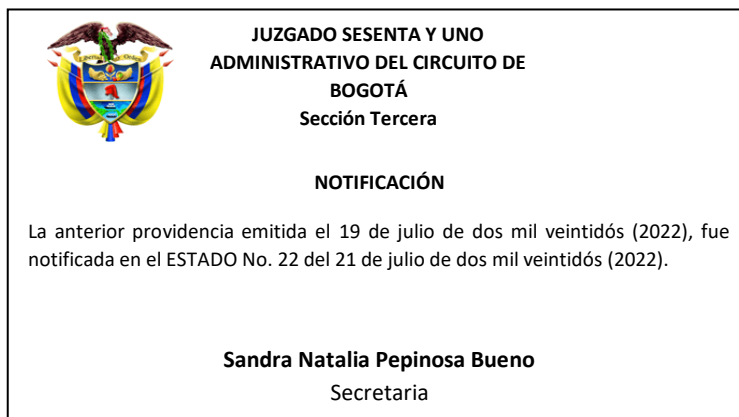 JUZGADO SESENTA Y UNO
ADMINISTRATIVO DEL CIRCUITO DE
BOGOTÁ
Sección Tercera
NOTIFICACIÓN
La anterior providencia emitida el 19 de julio de dos mil veintidós (2022), fue
notificada en el ESTADO No. 22 del 21 de julio de dos mil veintidós (2022).
Sandra Natalia Pepinosa Bueno
Secretaria